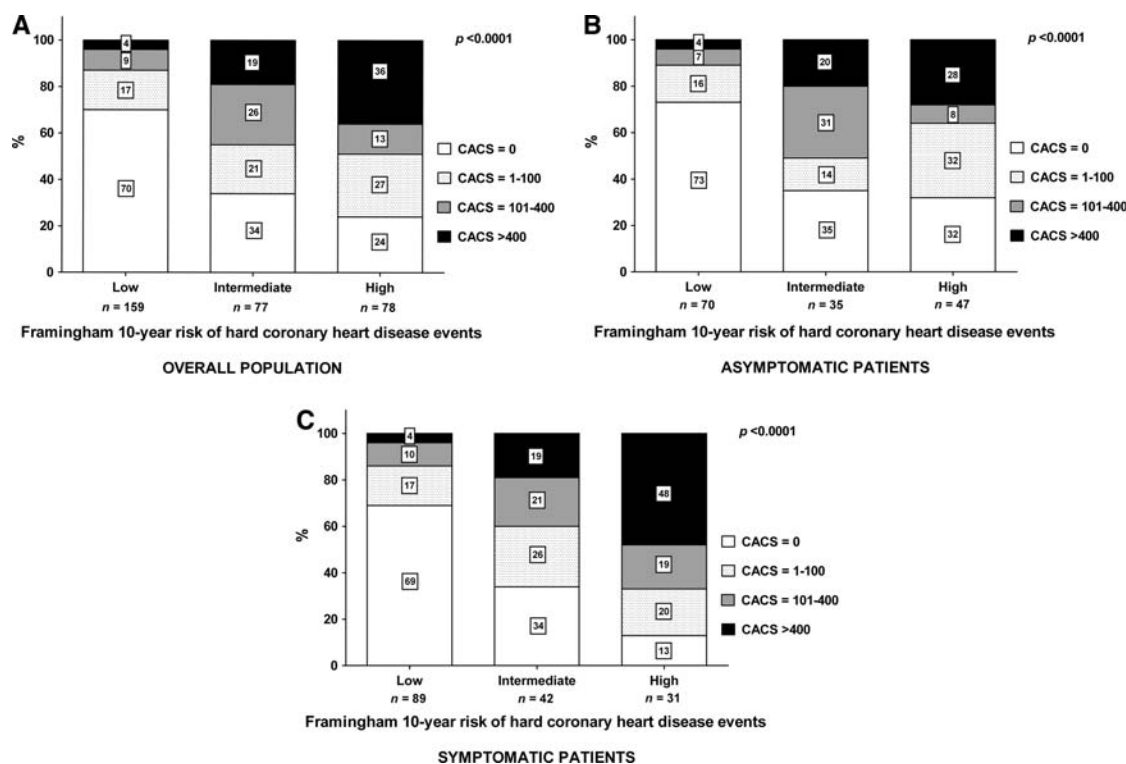 A
p <0.0001
100
80
60
40
20
0
%
4
9
17
70
19
26
21
34
36
13
27
24
CACS = 0
CACS = 1-100
CACS = 101-400
CACS >400
Low
Intermediate
High
n = 159
n = 77
n = 78
Framingham 10-year risk of hard coronary heart disease events
OVERALL POPULATION
B
p <0.0001
100
80
60
40
20
0
%
4
7
16
73
20
31
14
35
28
8
32
32
CACS = 0
CACS = 1-100
CACS = 101-400
CACS >400
Low
Intermediate
High
n = 70
n = 35
n = 47
Framingham 10-year risk of hard coronary heart disease events
ASYMPTOMATIC PATIENTS
C
p <0.0001
100
80
60
40
20
0
%
4
10
17
69
19
21
26
34
48
19
20
13
CACS = 0
CACS = 1-100
CACS = 101-400
CACS >400
Low
Intermediate
High
n = 89
n = 42
n = 31
Framingham 10-year risk of hard coronary heart disease events
SYMPTOMATIC PATIENTS